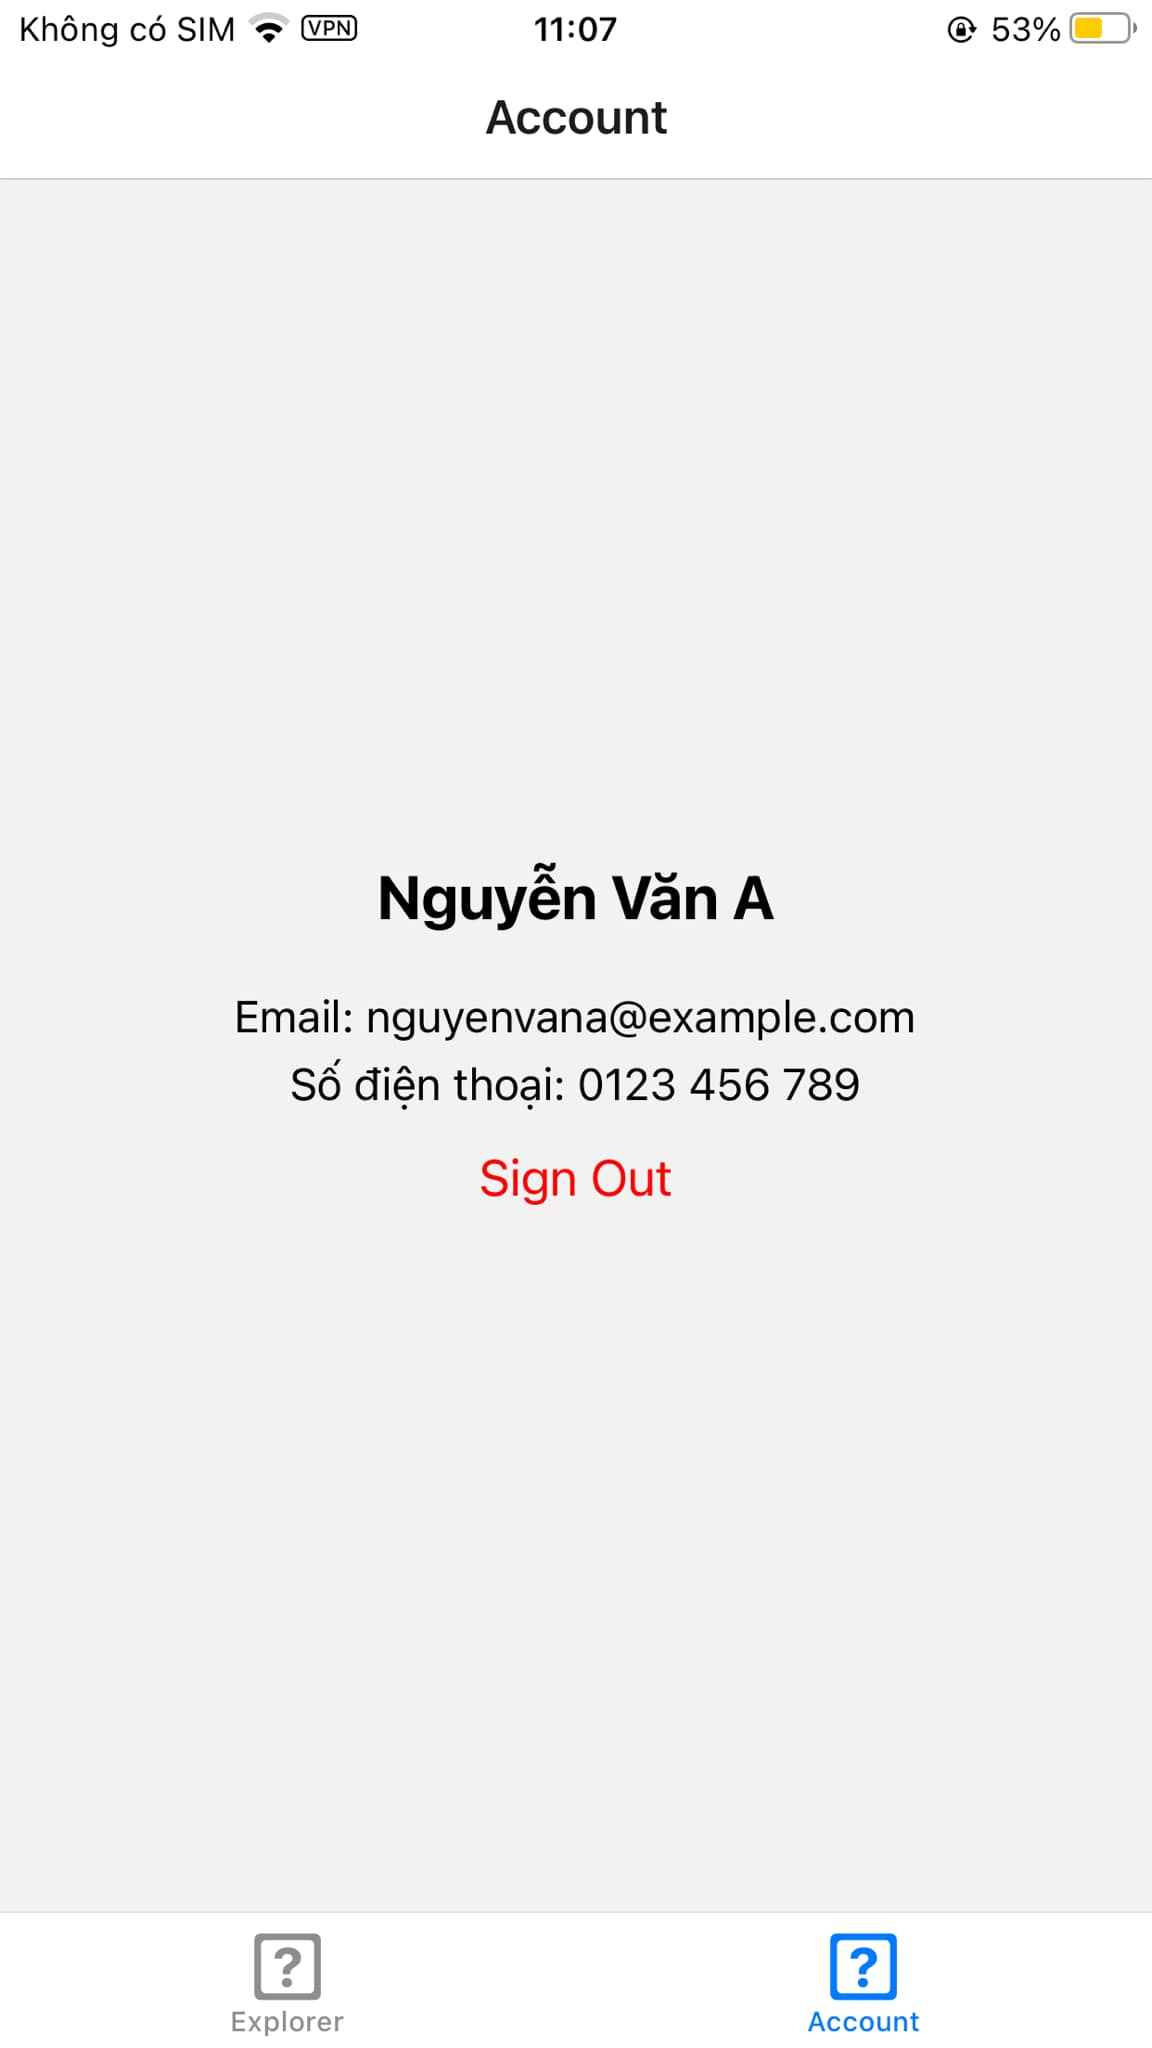 Không có SIM VPN 11:07 53%
Account
Nguyễn Văn A
Email: nguyenvana@example.com
Số điện thoại: 0123 456 789
Sign Out
? ?
Explorer Account